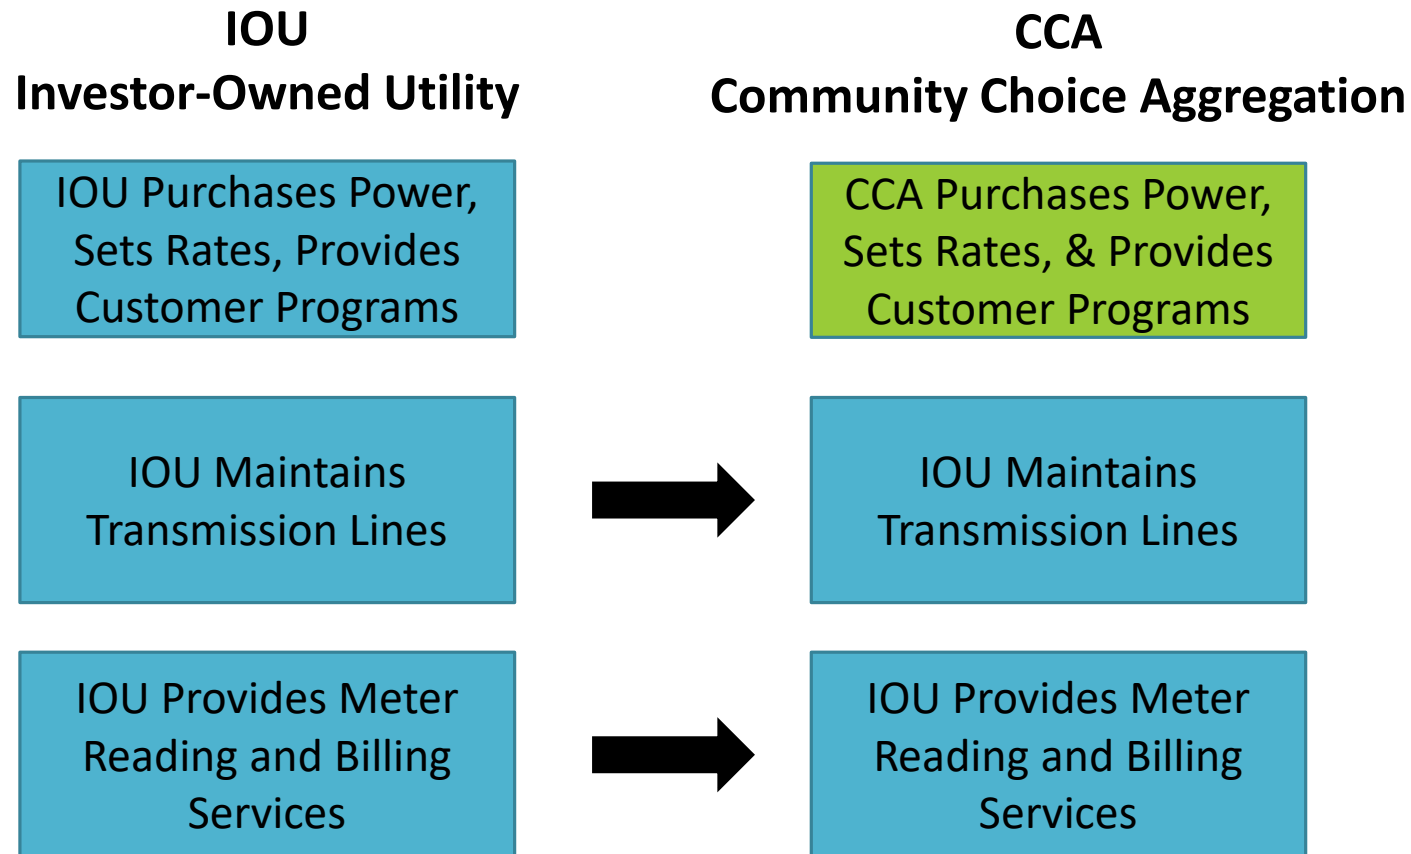 IOU
Investor-Owned Utility
CCA
Community Choice Aggregation
IOU Purchases Power,
Sets Rates, Provides
Customer Programs
CCA Purchases Power,
Sets Rates, & Provides
Customer Programs
IOU Maintains
Transmission Lines
IOU Maintains
Transmission Lines
IOU Provides Meter
Reading and Billing
Services
IOU Provides Meter
Reading and Billing
Services